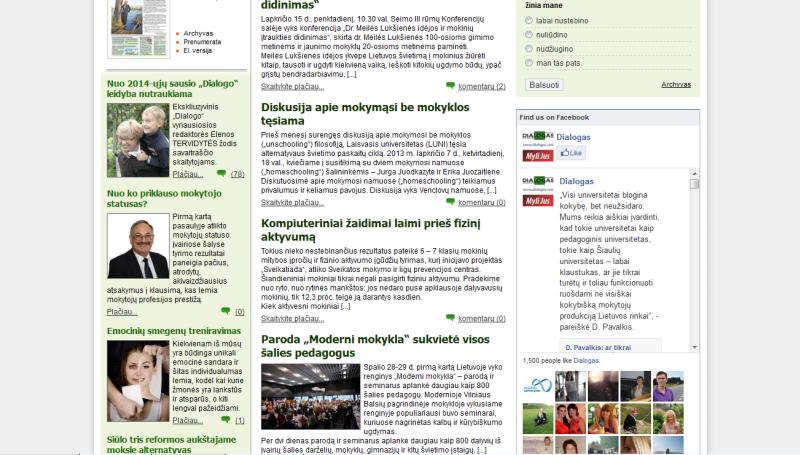 Archyvas
Prenumerata
El. versija
Nuo 2014-ųjų sausio „Dialogo“
leidyba nutraukiama
Ekskliuzyvinis
„Dialogo“
vyriausiosios
redaktorės Elenos
TERVIDYTĖS žodis
savaitraščio
skaitytojams.
Plačiau...
(78)
Nuo ko priklauso mokytojo
statusas?
Pirmą kartą
pasaulyje atlikto
mokytojų statuso
įvairiose šalyse
tyrimo rezultatai
paneigia pačius,
atrodytų,
akivaizdžiausius
atsakymus į klausimą, kas lemia
mokytojų profesijos prestižą.
Plačiau...
(0)
Emocinių smegenų treniravimas
Kiekvienam iš mūsų
yra būdinga unikali
emocinė sandara ir
šitas individualumas
lemia, kodėl kai kurie
žmonės yra lankstūs
ir atsparūs, o kiti
lengvai pažeidžiami.
Plačiau...
(1)
Siūlo tris reformos aukštajame
moksle alternatyvas
didinimas“
Lapkričio 15 d., penktadienį, 10.30 val. Seimo III rūmų Konferencijų
salėje vyks konferencija „Dr. Meilės Lukšienės idėjos ir mokinių
įtraukties didinimas“, skirta dr. Meilės Lukšienės 100-osioms gimimo
metinėms ir jaunimo mokyklų 20-osioms metinėms paminėti.
Meilės Lukšienės idėja įkvėpė Lietuvos švietimą į mokinius žiūrėti
kitaip, tausoti ir ugdyti kiekvieną vaiką, ieškoti kitokių ugdymo būdų, ypač
grįstų bendradarbiavimu, [...]
Skaitykite plačiau...
komentarų (2)
Diskusija apie mokymąsi be mokyklos
tęsiama
Prieš mėnesį surengęs diskusiją apie mokymosi be mokyklos
(„unschooling“) filosofiją, Laisvasis universitetas (LUNI) tęsia
alternatyvaus švietimo paskaitų ciklą. 2013 m. lapkričio 7 d., ketvirtadienį,
18 val., kviečiame į susitikimą su dviem mokymosi namuose
(„homeschooling“) šalininkėmis – Jurga Juodkazyte ir Erika Juozaitiene.
Diskutuosime apie mokymosi namuose (homeschooling“) teikiamus
privalumus ir keliamus pavojus. Diskusija vyks Venclovų namuose, [...]
Skaitykite plačiau...
komentarų (0)
Kompiuteriniai žaidimai laimi prieš fizinį
aktyvumą
Tokius nieko nestebinančius rezultatus pateikė 6 – 7 klasių mokinių
mitybos įpročių ir fizinio aktyvumo įgūdžių tyrimas, kurį inicijavo projektas
„Sveikatiada“, atliko Sveikatos mokymo ir ligų prevencijos centras.
Šiandieniniai mokiniai tikrai negali pasigirti fiziniu aktyvumu. Pradėkime
nuo ryto, nuo rytinės mankštos: jos nedaro pusė apklausoje dalyvavusių
mokinių, tik 12,3 proc. teigė ją darantys kasdien.
Kiek aktyvesni mokiniai [...]
Skaitykite plačiau...
komentarų (0)
Paroda „Moderni mokykla“ sukvietė visos
šalies pedagogus
Spalio 28-29 d. pirmą kartą Lietuvoje vyko
renginys „Moderni mokykla“ – parodą ir
seminarus aplankė daugiau kaip 800
šalies pedagogų. Modernioje Vilniaus
Balsių pagrindinėje mokykloje vykusiame
renginyje populiariausi buvo seminarai,
kuriuose nagrinėtas kalbų ir kūrybiškumo
ugdymas.
Per dvi dienas parodą ir seminarus aplankė daugiau kaip 800 dalyvių iš
įvairių šalies darželių, mokyklų, gimnazijų ir kitų švietimo įstaigų. [...]
žinia mane
labai nustebino
nuliūdino
nudžiugino
man tas pats
Balsuoti
Archyvas
Find us on Facebook
DIALOGAS
Myli Jus
Dialogas
Like
DIALOGAS
Myli Jus
Dialogas
„Visi universitetai blogina
kokybę, bet neužsidaro.
Mums reikia aiškiai įvardinti,
kad tokie universitetai kaip
pedagoginis universitetas,
tokie kaip Šiaulių
universitetas – labai
klaustukas, ar jie tikrai
turėtų ir toliau funkcionuoti
ruošdami ne visiškai
kokybišką mokytojų
produkciją Lietuvos rinkai“, -
pareiškė D. Pavalkis.
D. Pavalkis: ar tikrai
1,500 people like Dialogas.